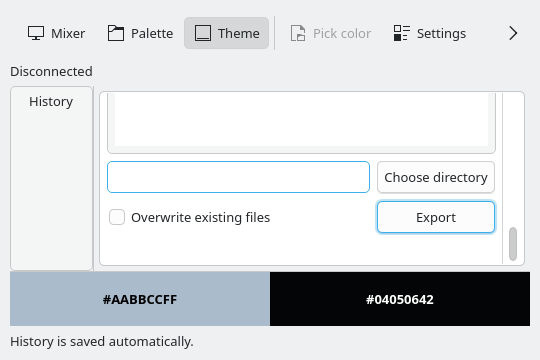 Mixer
Palette
Theme
Pick color
Settings
Disconnected
History
Choose directory
Overwrite existing files
Export
#AABBCCFF
#04050642
History is saved automatically.